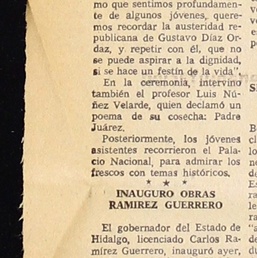 mo que sentimos profundamen-
te de algunos jóvenes, quere-
mos recordar la austeridad re-
publicana de Gustavo Díaz Or-
daz, y repetir con él, que no
se puede aspirar a la dignidad,
si se hace un festín de la vida".
En la ceremonia, intervino
también el profesor Luis Nú-
ñez Velarde, quien declamó un
poema de su cosecha: Padre
Juárez.
Posteriormente, los jóvenes
asistentes recorrieron el Pala-
cio Nacional, para admirar los
frescos con temas históricos.
* * *
INAUGURO OBRAS
RAMIREZ GUERRERO
El gobernador del Estado de
Hidalgo, licenciado Carlos Ra-
mírez Guerrero, inauguró ayer,